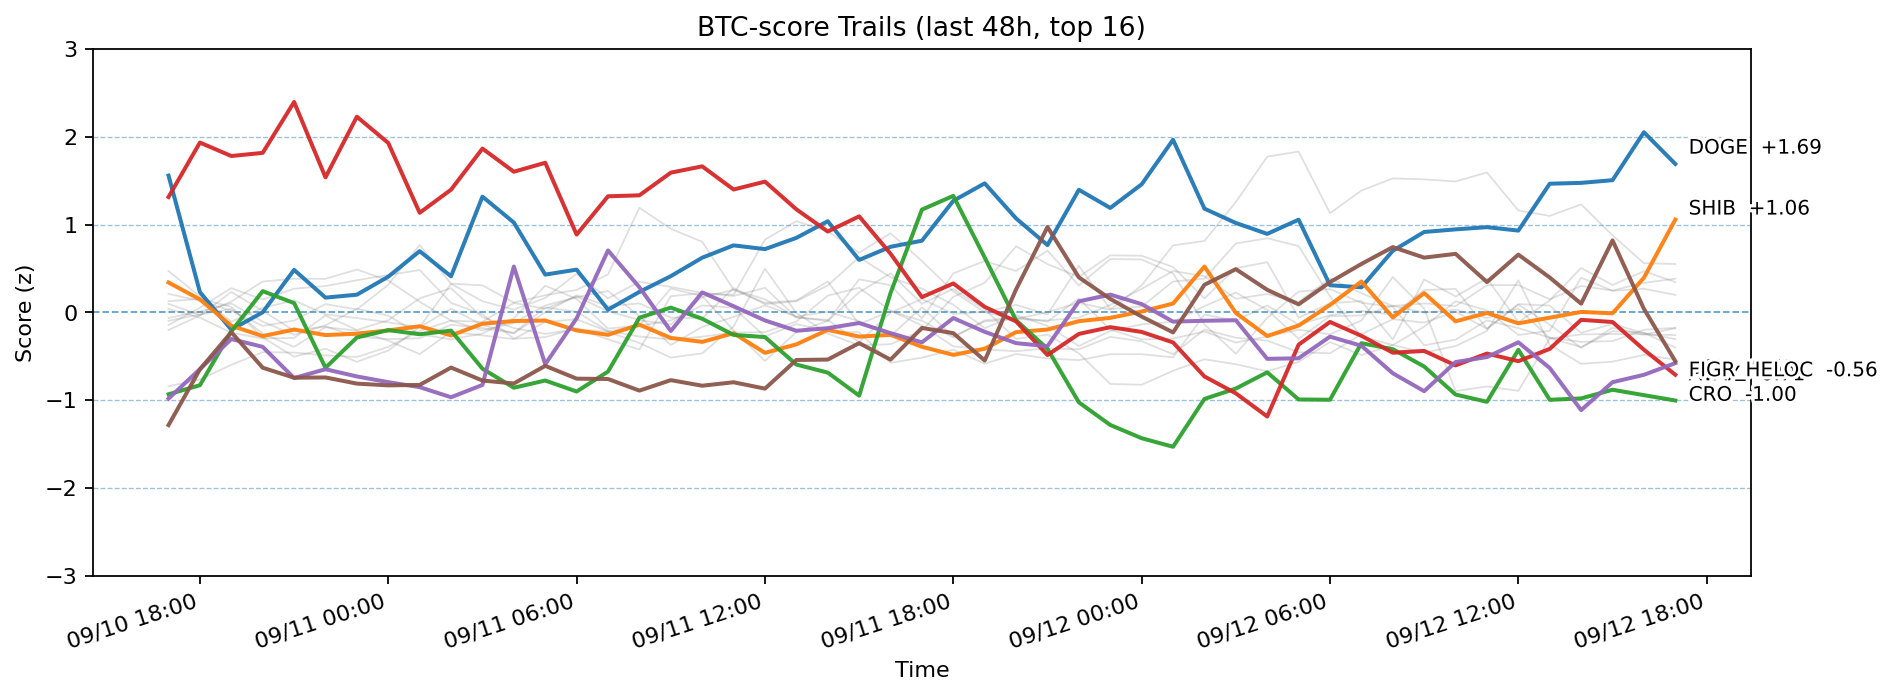 BTC-score Trails (last 48h, top 16)
Score (z)
3
2
1
0
−1
−2
−3
DOGE +1.69
SHIB +1.06
FIGR_HELOC -0.56
CRO -1.00
09/10 18:00
09/11 00:00
09/11 06:00
09/11 12:00
09/11 18:00
09/12 00:00
09/12 06:00
09/12 12:00
09/12 18:00
Time